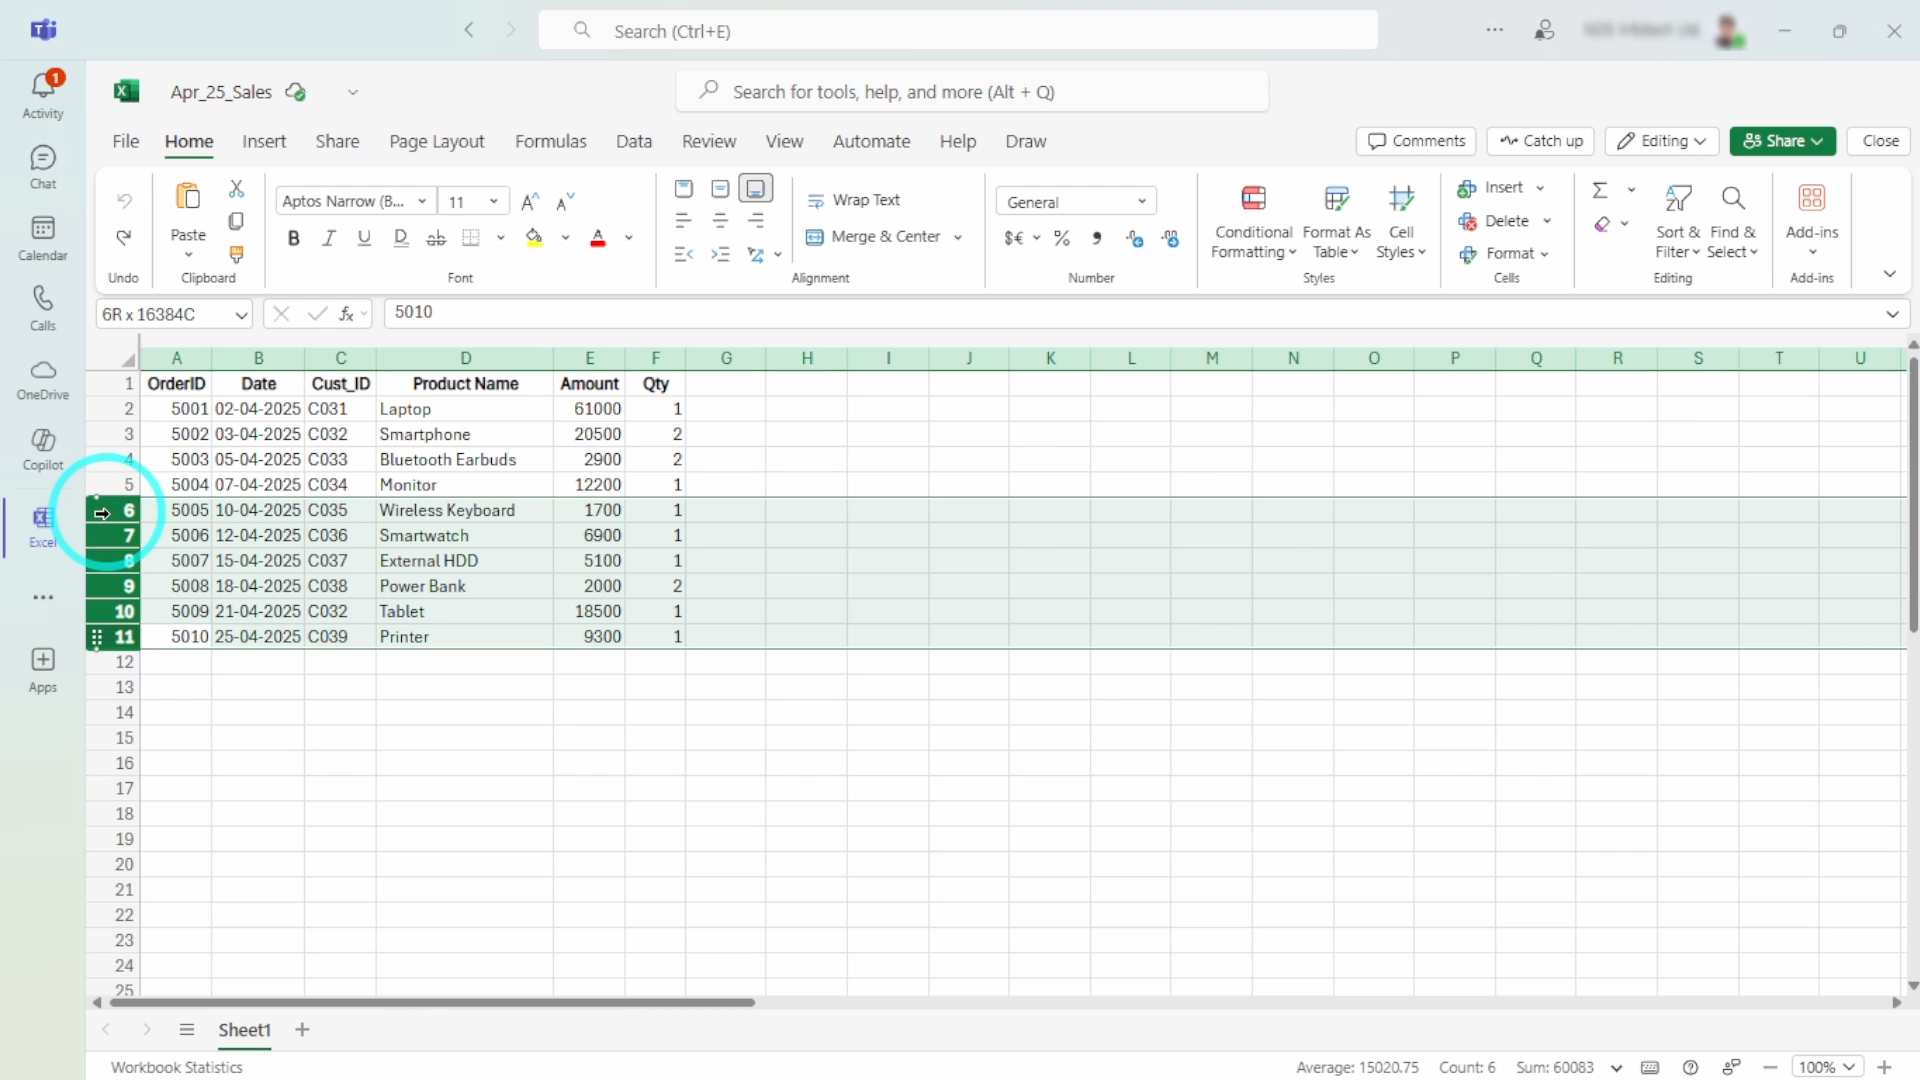 Search (Ctrl+E)
1
Activity
Chat
Calendar
Calls
OneDrive
Copilot
Excel
Apps
Apr_25_Sales
Search for tools, help, and more (Alt + Q)
File Home Insert Share Page Layout Formulas Data Review View Automate Help Draw
Comments Catch up Editing Share Close
Undo
Paste
Clipboard
Aptos Narrow (B... 11
B I U D ab A
Font
Wrap Text
Merge & Center
Alignment
General
$€ % 9
Number
Conditional Formatting
Format As Table
Cell Styles
Styles
Insert
Delete
Format
Cells
Sort & Filter
Find & Select
Editing
Add-ins
Add-ins
6R x 16384C fx 5010
A B C D E F G H I J K L M N O P Q R S T U
1 OrderID Date Cust_ID Product Name Amount Qty
2 5001 02-04-2025 C031 Laptop 61000 1
3 5002 03-04-2025 C032 Smartphone 20500 2
4 5003 05-04-2025 C033 Bluetooth Earbuds 2900 2
5 5004 07-04-2025 C034 Monitor 12200 1
6 5005 10-04-2025 C035 Wireless Keyboard 1700 1
7 5006 12-04-2025 C036 Smartwatch 6900 1
8 5007 15-04-2025 C037 External HDD 5100 1
9 5008 18-04-2025 C038 Power Bank 2000 2
10 5009 21-04-2025 C032 Tablet 18500 1
11 5010 25-04-2025 C039 Printer 9300 1
12
13
14
15
16
17
18
19
20
21
22
23
24
25
Sheet1
Workbook Statistics Average: 15020.75 Count: 6 Sum: 60083 100%